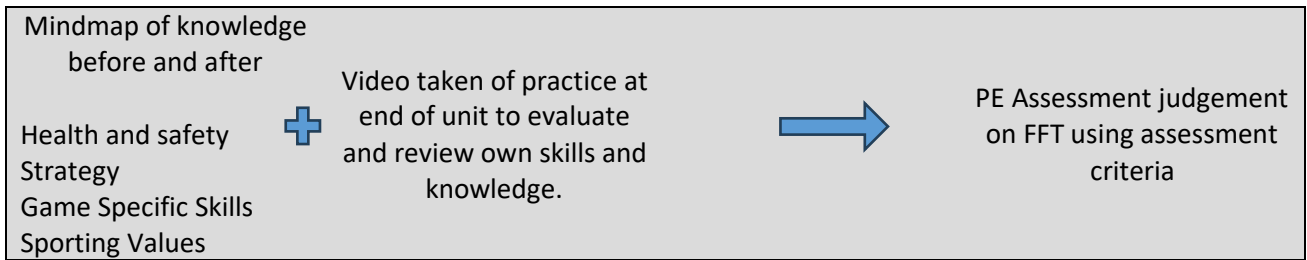 Mindmap of knowledge
before and after
Health and safety
Strategy
Game Specific Skills
Sporting Values
Video taken of practice at
end of unit to evaluate
and review own skills and
knowledge.
PE Assessment judgement
on FFT using assessment
criteria